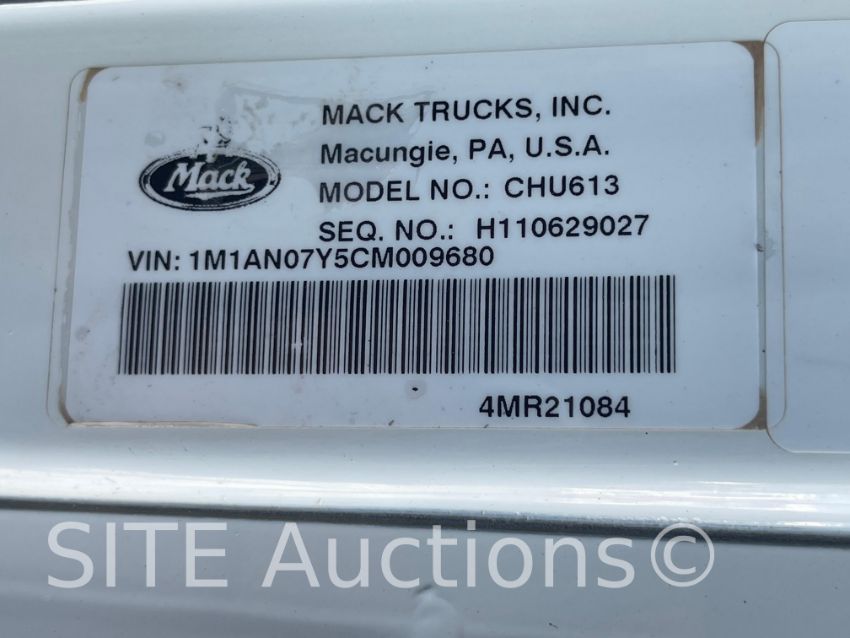 MACK TRUCKS, INC.
Macungie, PA, U.S.A.
Mack
MODEL NO.: CHU613
SEQ. NO.: H110629027
VIN: 1M1AN07Y5CM009680
4MR21084
SITE Auctions©